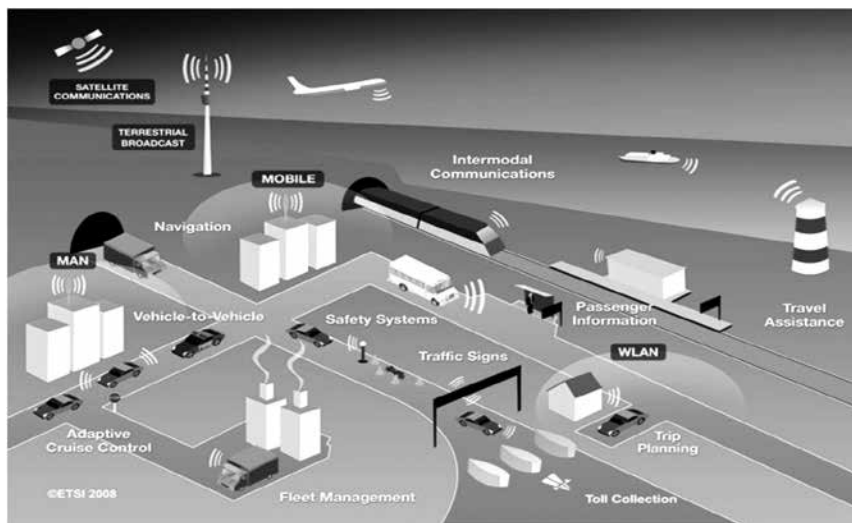 SATELLITE
COMMUNICATIONS
TERRESTRIAL
BROADCAST
MOBILE
Intermodal
Communications
Navigation
MAN
Vehicle-to-Vehicle
Safety Systems
Passenger
Information
Travel
Assistance
Traffic Signs
WLAN
Adaptive
Cruise Control
Trip
Planning
©ETSI 2008
Fleet Management
Toll Collection